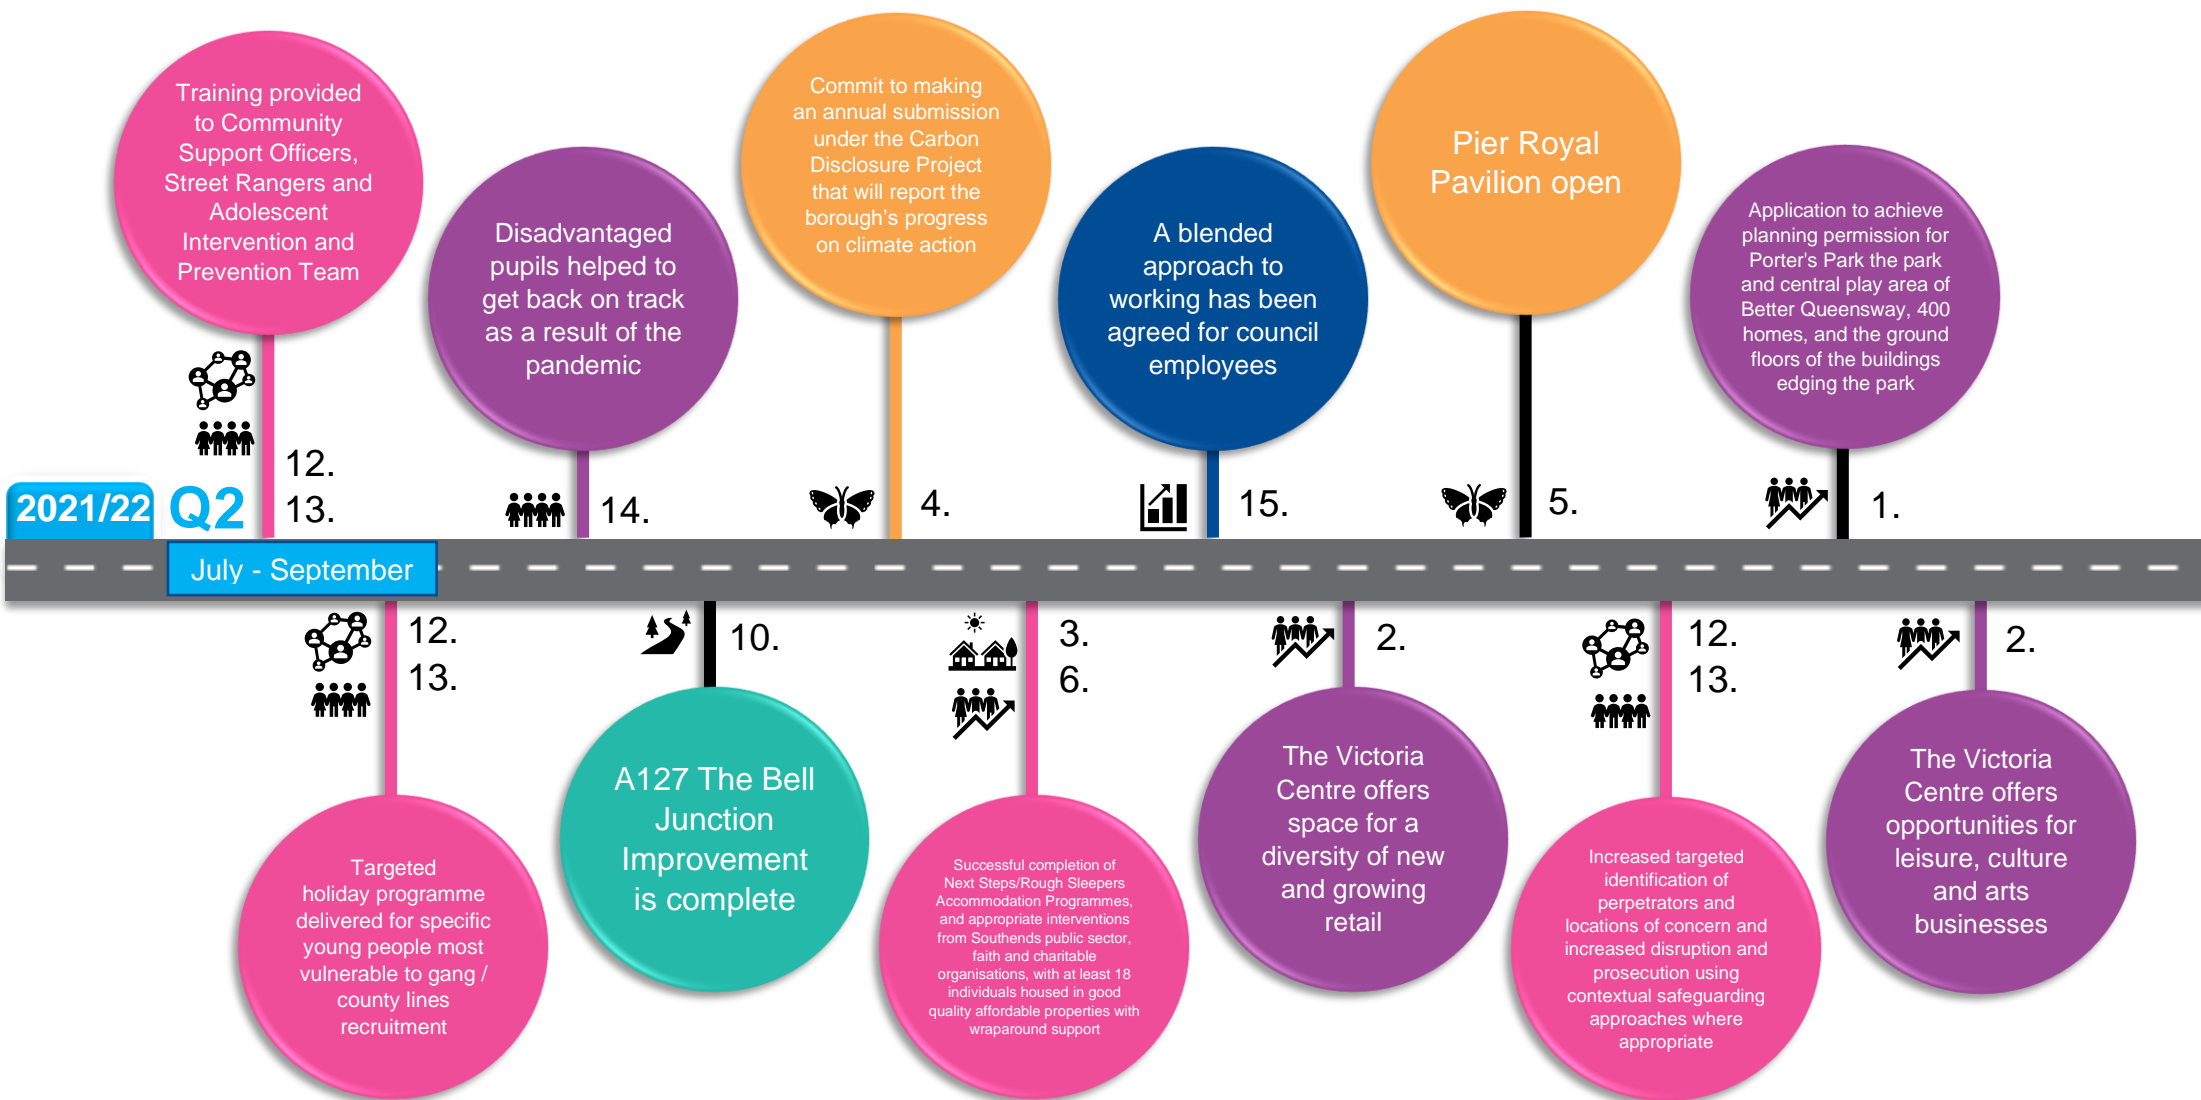 Training provided
to Community
Support Officers,
Street Rangers and
Adolescent
Intervention and
Prevention Team
12.
13.
Disadvantaged
pupils helped to
get back on track
as a result of the
pandemic
14.
Commit to making
an annual submission
under the Carbon
Disclosure Project
that will report the
borough's progress
on climate action
4.
A blended
approach to
working has been
agreed for council
employees
15.
Pier Royal
Pavilion open
5.
Application to achieve
planning permission for
Porter's Park the park
and central play area of
Better Queensway, 400
homes, and the ground
floors of the buildings
edging the park
1.
2021/22
Q2
July - September
12.
13.
Targeted
holiday programme
delivered for specific
young people most
vulnerable to gang /
county lines
recruitment
10.
A127 The Bell
Junction
Improvement
is complete
3.
6.
Successful completion of
Next Steps/Rough Sleepers
Accommodation Programmes,
and appropriate interventions
from Southends public sector,
faith and charitable
organisations, with at least 18
individuals housed in good
quality affordable properties with
wraparound support
2.
The Victoria
Centre offers
space for a
diversity of new
and growing
retail
12.
13.
Increased targeted
identification of
perpetrators and
locations of concern and
increased disruption and
prosecution using
contextual safeguarding
approaches where
appropriate
2.
The Victoria
Centre offers
opportunities for
leisure, culture
and arts
businesses